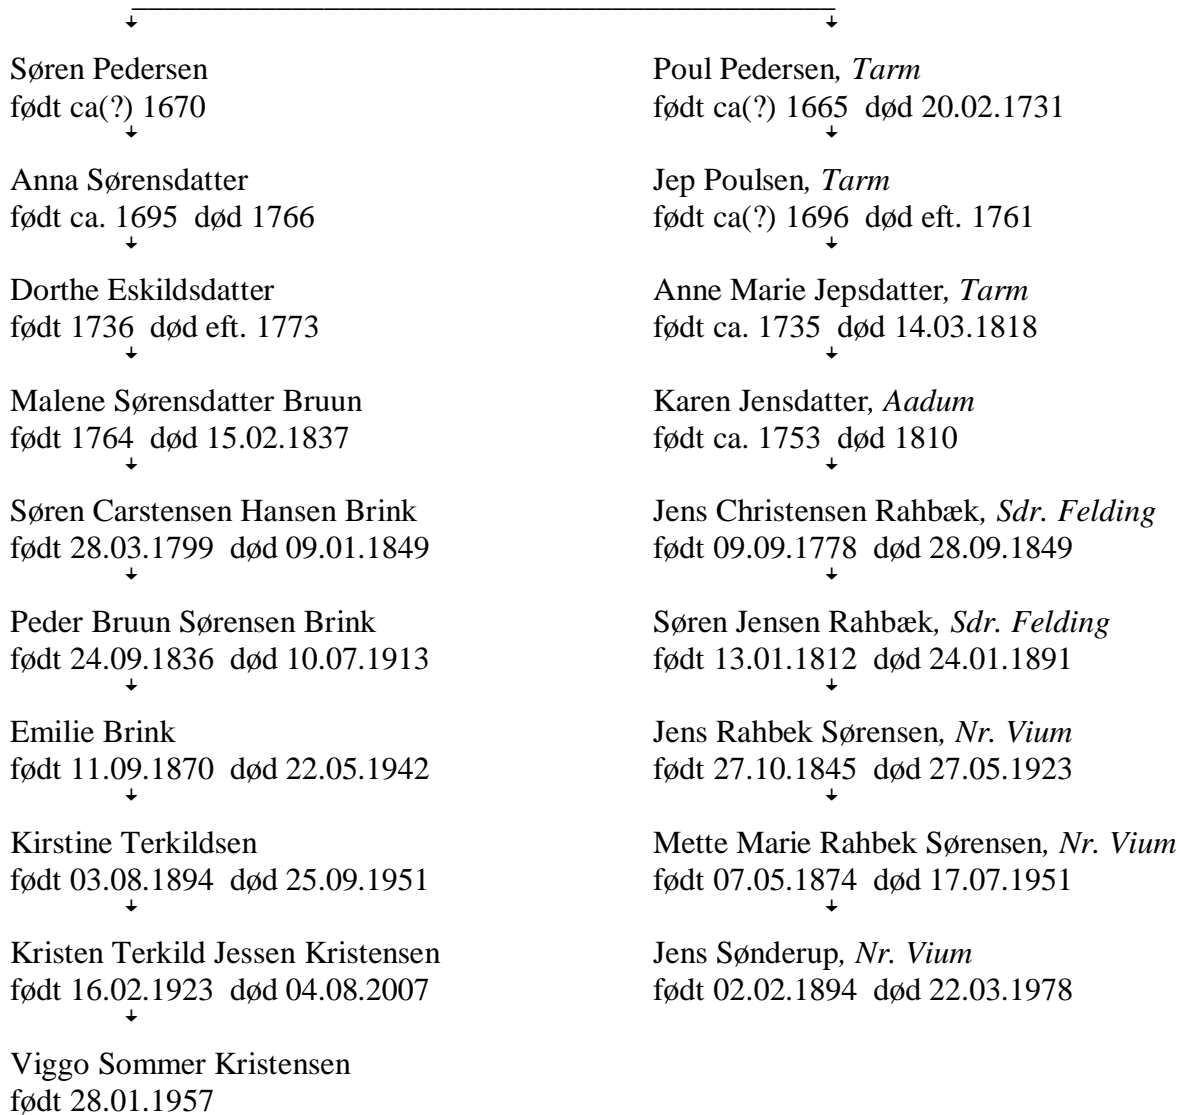 Søren Pedersen
født ca(?) 1670
Anna Sørensdatter
født ca. 1695 død 1766
Dorthe Eskildsdatter
født 1736 død eft. 1773
Malene Sørensdatter Bruun
født 1764 død 15.02.1837
Søren Carstensen Hansen Brink
født 28.03.1799 død 09.01.1849
Peder Bruun Sørensen Brink
født 24.09.1836 død 10.07.1913
Emilie Brink
født 11.09.1870 død 22.05.1942
Kirstine Terkildsen
født 03.08.1894 død 25.09.1951
Kristen Terkild Jessen Kristensen
født 16.02.1923 død 04.08.2007
Viggo Sommer Kristensen
født 28.01.1957
Poul Pedersen, Tarm
født ca(?) 1665 død 20.02.1731
Jep Poulsen, Tarm
født ca(?) 1696 død eft. 1761
Anne Marie Jepsdatter, Tarm
født ca. 1735 død 14.03.1818
Karen Jensdatter, Aadum
født ca. 1753 død 1810
Jens Christensen Rahbæk, Sdr. Felding
født 09.09.1778 død 28.09.1849
Søren Jensen Rahbæk, Sdr. Felding
født 13.01.1812 død 24.01.1891
Jens Rahbek Sørensen, Nr. Vium
født 27.10.1845 død 27.05.1923
Mette Marie Rahbek Sørensen, Nr. Vium
født 07.05.1874 død 17.07.1951
Jens Sønderup, Nr. Vium
født 02.02.1894 død 22.03.1978